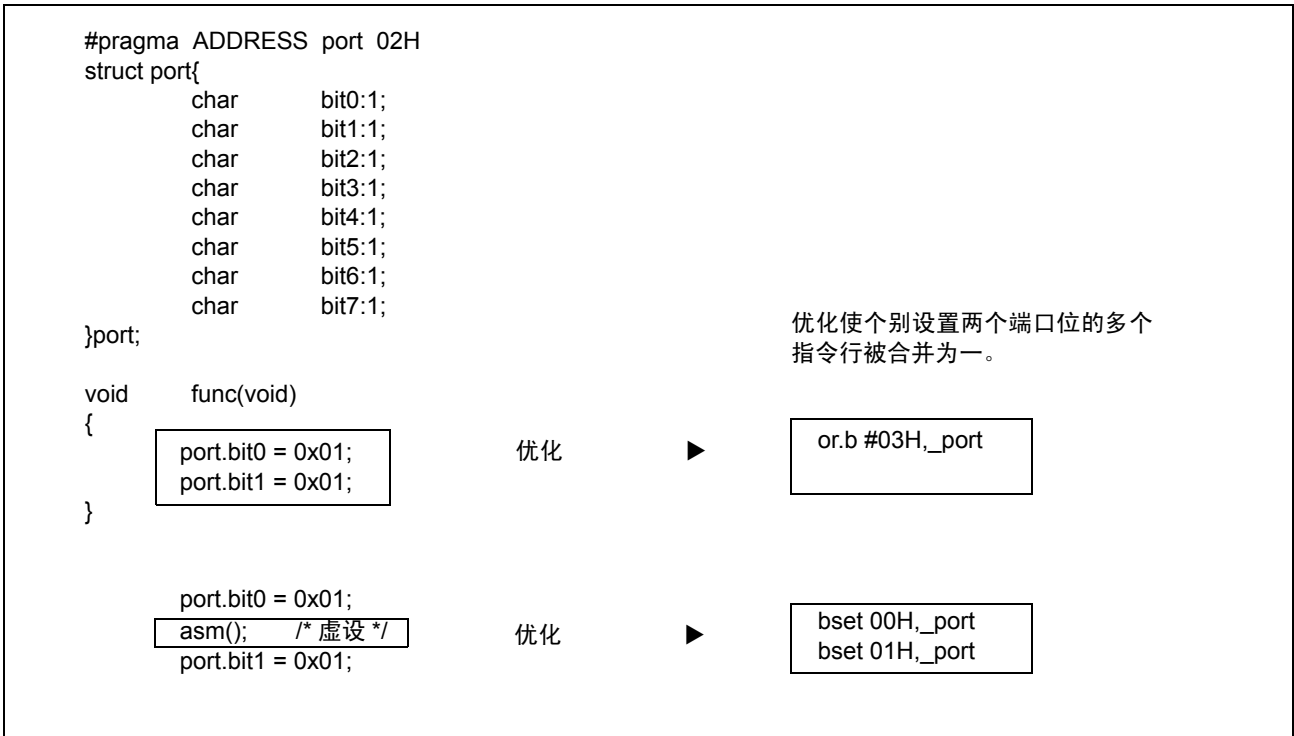 #pragma ADDRESS port 02H
struct port{
char bit0:1;
char bit1:1;
char bit2:1;
char bit3:1;
char bit4:1;
char bit5:1;
char bit6:1;
char bit7:1;
}port;
优化使个别设置两个端口位的多个
指令行被合并为一。
void func(void)
{
port.bit0 = 0x01;
port.bit1 = 0x01;
优化
▶
or.b #03H,_port
}
port.bit0 = 0x01;
asm(); /* 虚设 */
port.bit1 = 0x01;
优化
▶
bset 00H,_port
bset 01H,_port